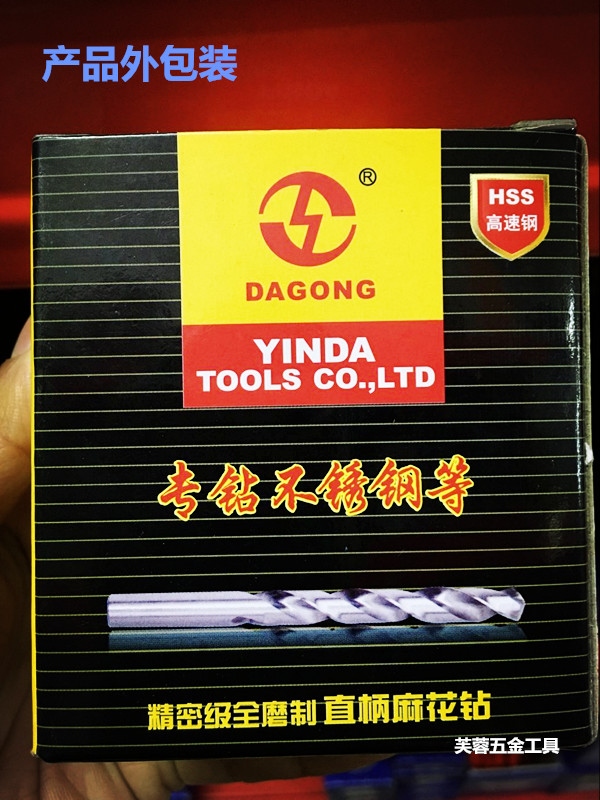 产品外包装
®
HSS
高速钢
DAGONG
YINDA
TOOLS CO.,LTD
专钻不锈钢等
精密级全磨制直柄麻花钻
芙蓉五金工具